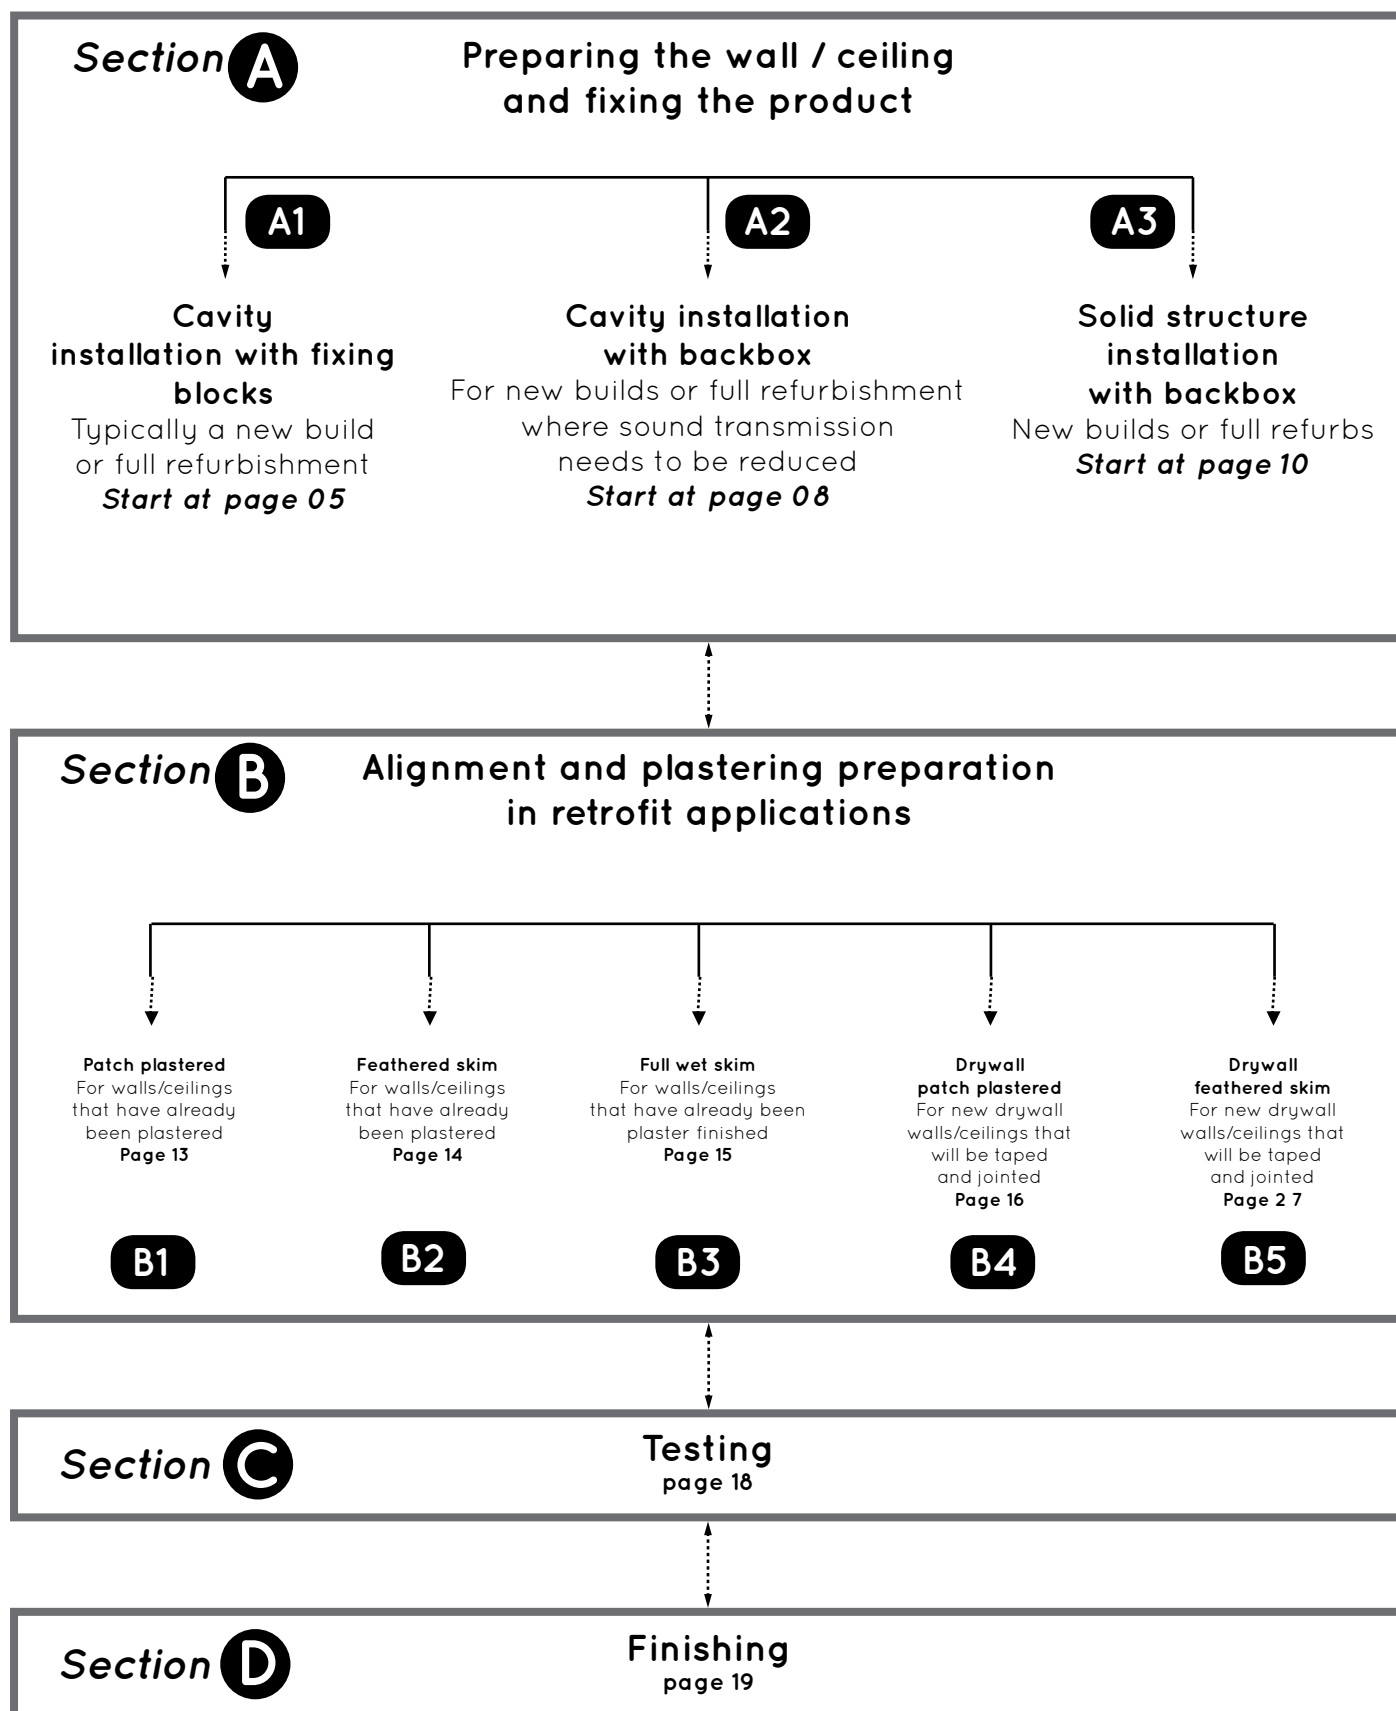 Section A
Preparing the wall / ceiling
and fixing the product
A1
A2
A3
Cavity
installation with fixing
blocks
Typically a new build
or full refurbishment
Start at page 05
Cavity installation
with backbox
For new builds or full refurbishment
where sound transmission
needs to be reduced
Start at page 08
Solid structure
installation
with backbox
New builds or full refurbs
Start at page 10
Section B
Alignment and plastering preparation
in retrofit applications
Patch plastered
For walls/ceilings
that have already
been plastered
Page 13
B1
Feathered skim
For walls/ceilings
that have already
been plastered
Page 14
B2
Full wet skim
For walls/ceilings
that have already been
plaster finished
Page 15
B3
Drywall
patch plastered
For new drywall
walls/ceilings that
will be taped
and jointed
Page 16
B4
Drywall
feathered skim
For new drywall
walls/ceilings that
will be taped
and jointed
Page 2 7
B5
Section C
Testing
page 18
Section D
Finishing
page 19